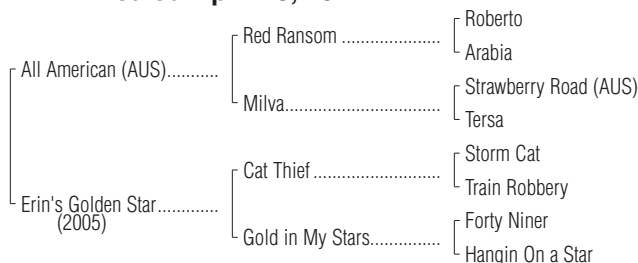 Roberto
Red Ransom ....................
Arabia
All American (AUS)..........
Strawberry Road (AUS)
Milva................................
Tersa
Storm Cat
Cat Thief .........................
Train Robbery
Erin's Golden Star............
(2005)
Forty Niner
Gold in My Stars..............
Hangin On a Star